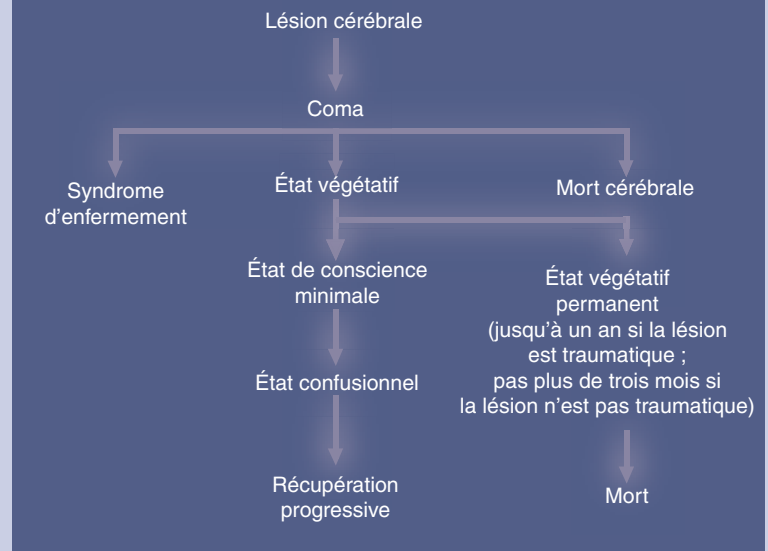 Lésion cérébrale
Coma
Syndrome
d'enfermement
État végétatif
Mort cérébrale
État de conscience
minimale
État végétatif
permanent
(jusqu'à un an si la lésion
est traumatique ;
pas plus de trois mois si
la lésion n'est pas traumatique)
État confusionnel
Récupération
progressive
Mort